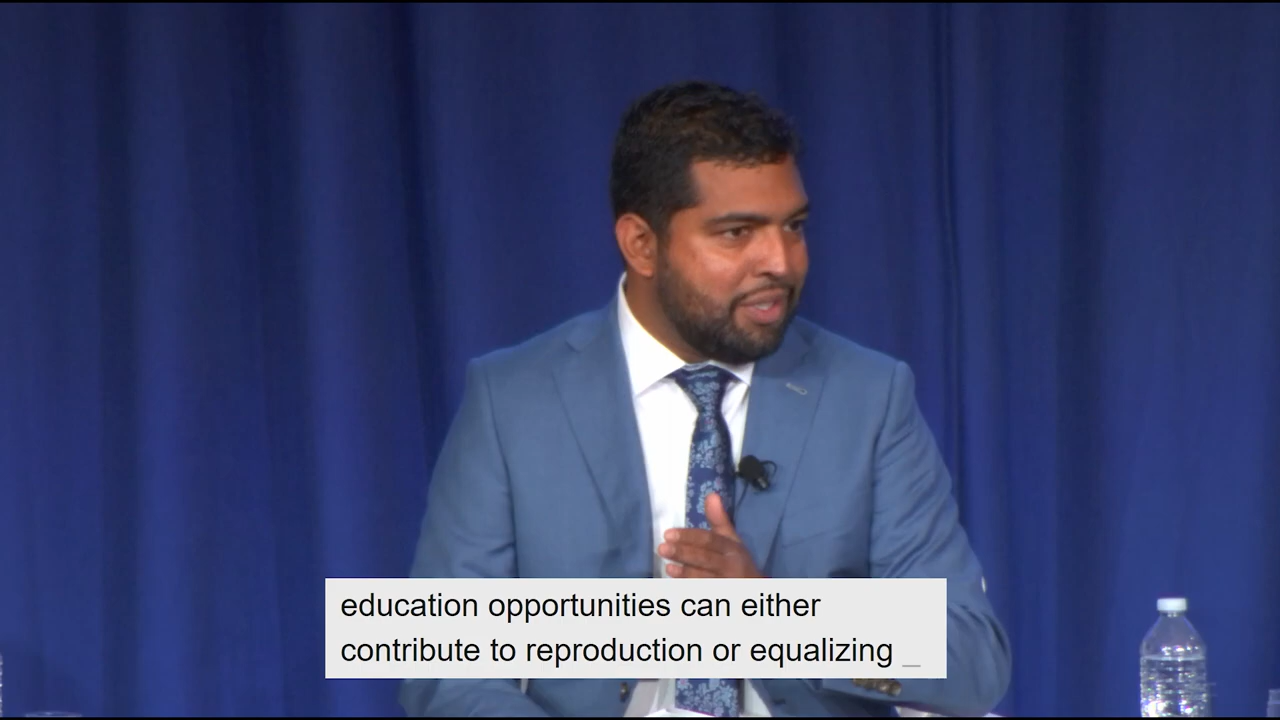 education opportunities can either
contribute to reproduction or equalizing _